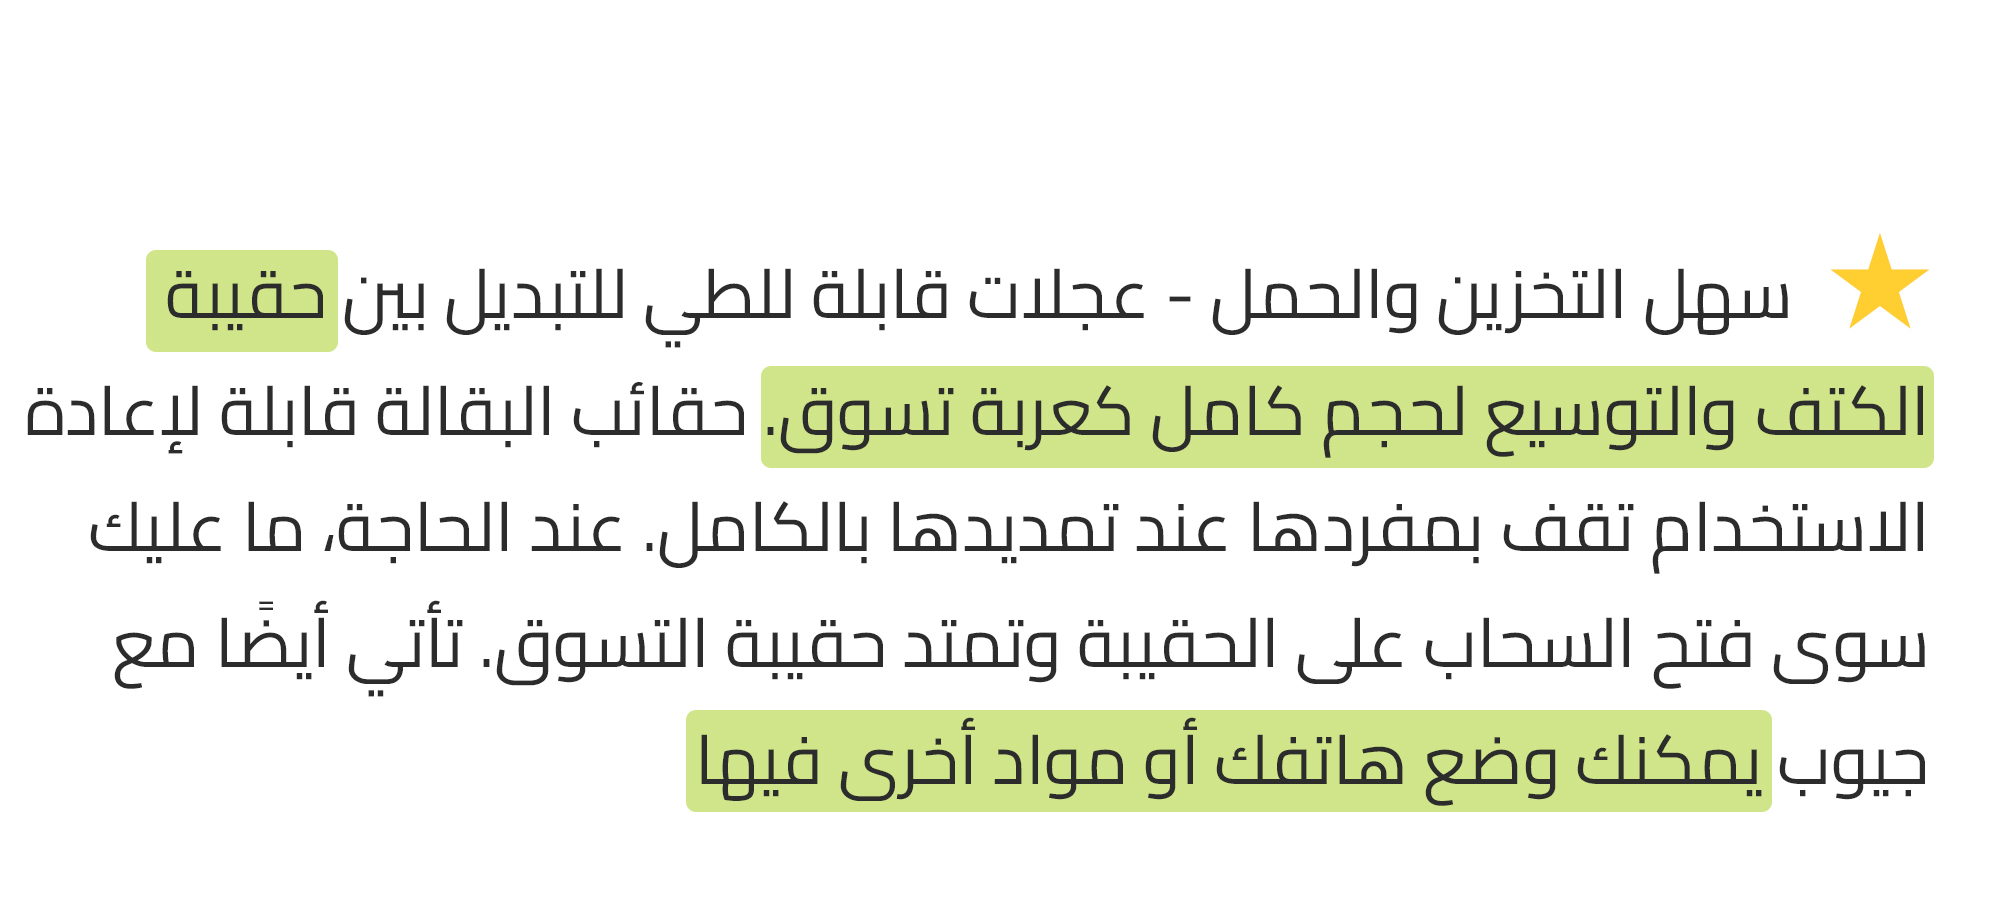 سهل التخزين والحمل - عجلات قابلة للطي للتبديل بين حقيبة
الكتف والتوسيع لحجم كامل كعربة تسوق. حقائب البقالة قابلة لإعادة
الاستخدام تقف بمفردها عند تمديدها بالكامل. عند الحاجة، ما عليك
سوى فتح السحاب على الحقيبة وتمتد حقيبة التسوق. تأتي أيضًا مع
جيوب يمكنك وضع هاتفك أو مواد أخرى فيها